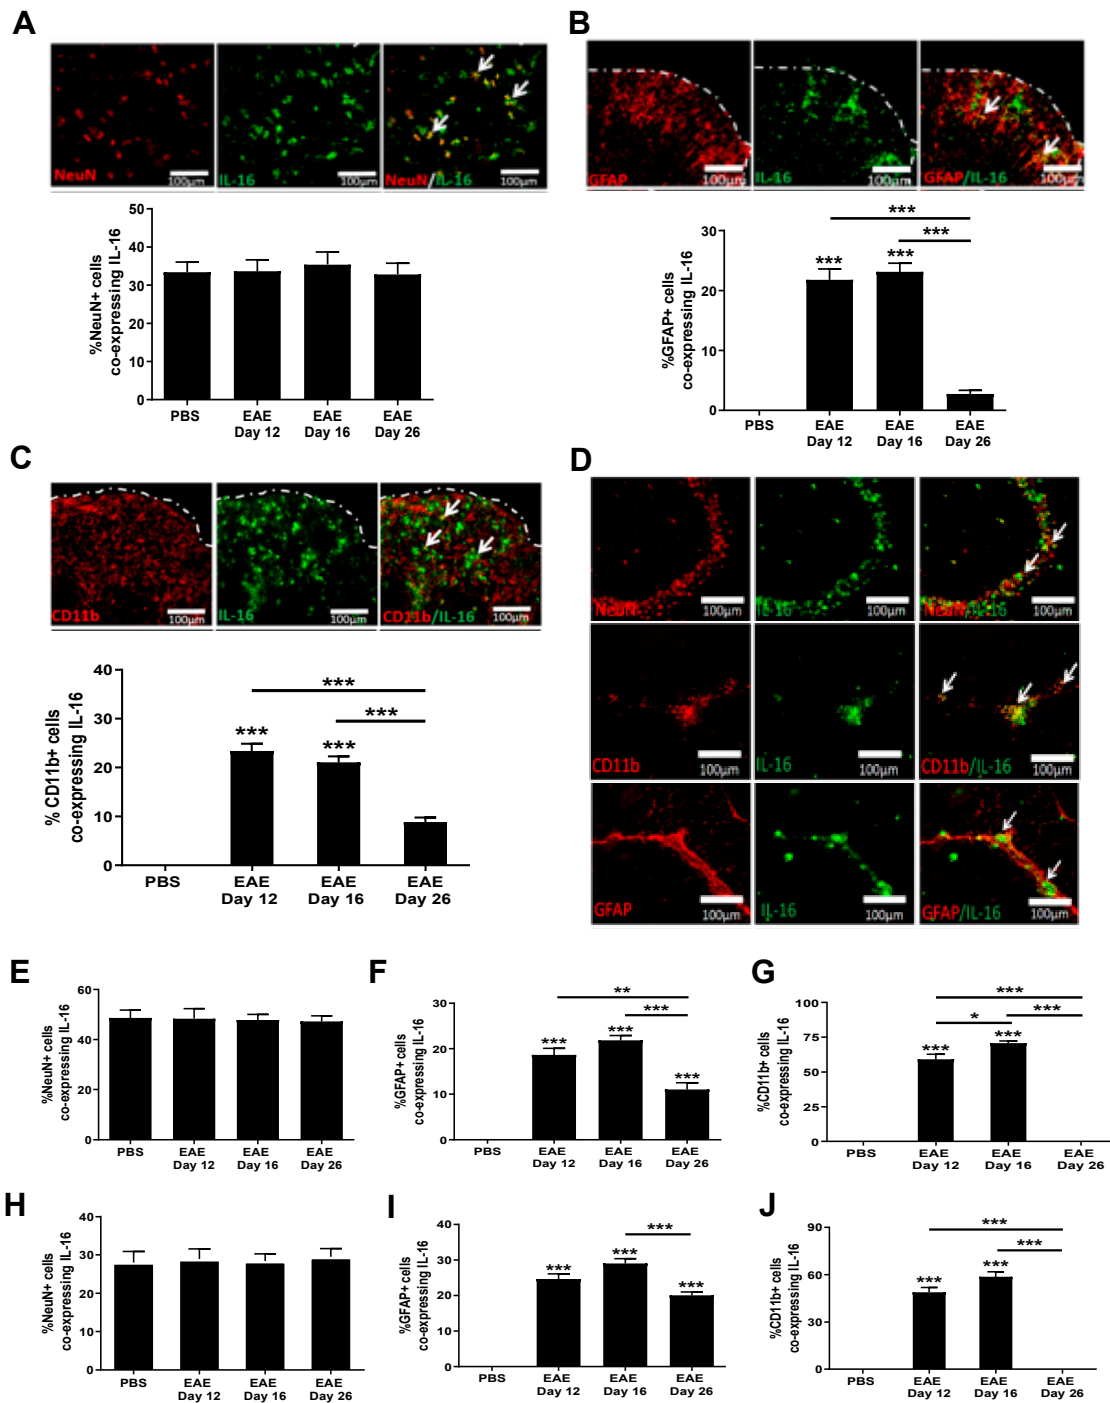 A
NeuN
100µm
IL-16
100µm
NeuN/IL-16
100µm
%NeuN+ cells
co-expressing IL-16
50
40
30
20
10
0
PBS
EAE
Day 12
EAE
Day 16
EAE
Day 26
B
GFAP
100µm
IL-16
100µm
GFAP/IL-16
100µm
%GFAP+ cells
co-expressing IL-16
30
20
10
0
***
***
***
***
PBS
EAE
Day 12
EAE
Day 16
EAE
Day 26
C
CD11b
100µm
IL-16
100µm
CD11b/IL-16
100µm
% CD11b+ cells
co-expressing IL-16
40
30
20
10
0
***
***
***
***
PBS
EAE
Day 12
EAE
Day 16
EAE
Day 26
D
NeuN
100µm
IL-16
100µm
NeuN/IL-16
100µm
CD11b
100µm
IL-16
100µm
CD11b/IL-16
100µm
GFAP
100µm
IL-16
100µm
GFAP/IL-16
100µm
E
%NeuN+ cells
co-expressing IL-16
60
40
20
0
PBS
EAE
Day 12
EAE
Day 16
EAE
Day 26
F
%GFAP+ cells
co-expressing IL-16
30
20
10
0
**
***
***
***
***
PBS
EAE
Day 12
EAE
Day 16
EAE
Day 26
G
%CD11b+ cells
co-expressing IL-16
100
75
50
25
0
***
*
***
***
***
PBS
EAE
Day 12
EAE
Day 16
EAE
Day 26
H
%NeuN+ cells
co-expressing IL-16
40
30
20
10
0
PBS
EAE
Day 12
EAE
Day 16
EAE
Day 26
I
%GFAP+ cells
co-expressing IL-16
40
30
20
10
0
***
***
***
***
PBS
EAE
Day 12
EAE
Day 16
EAE
Day 26
J
%CD11b+ cells
co-expressing IL-16
90
60
30
0
***
***
***
***
PBS
EAE
Day 12
EAE
Day 16
EAE
Day 26